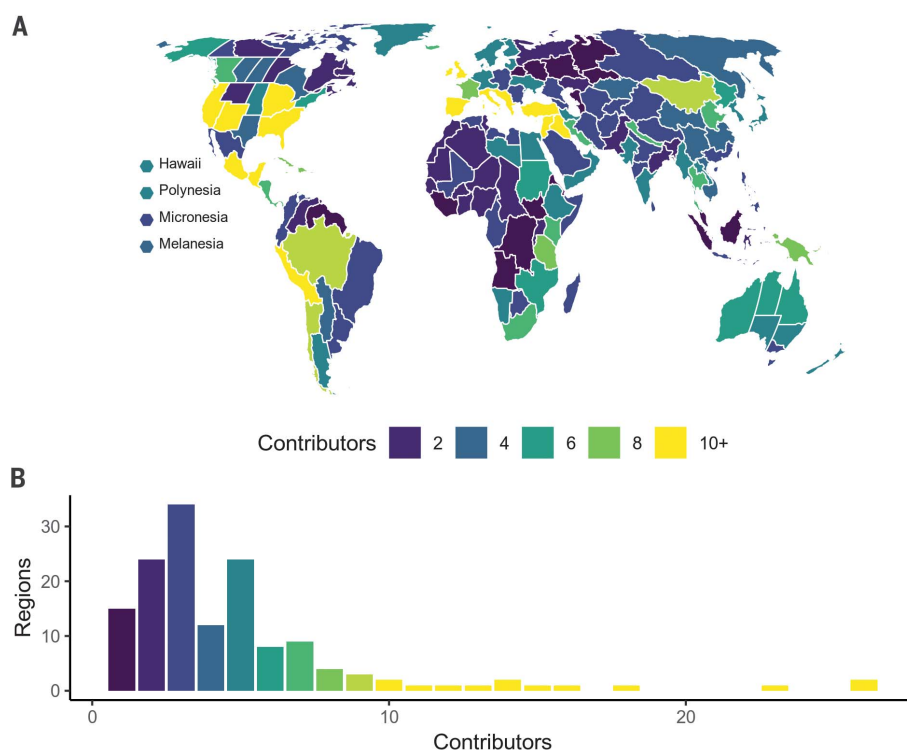 A
Hawaii
Polynesia
Micronesia
Melanesia
Contributors 2 4 6 8 10+
B
Regions
30
20
10
0
0 10 20
Contributors